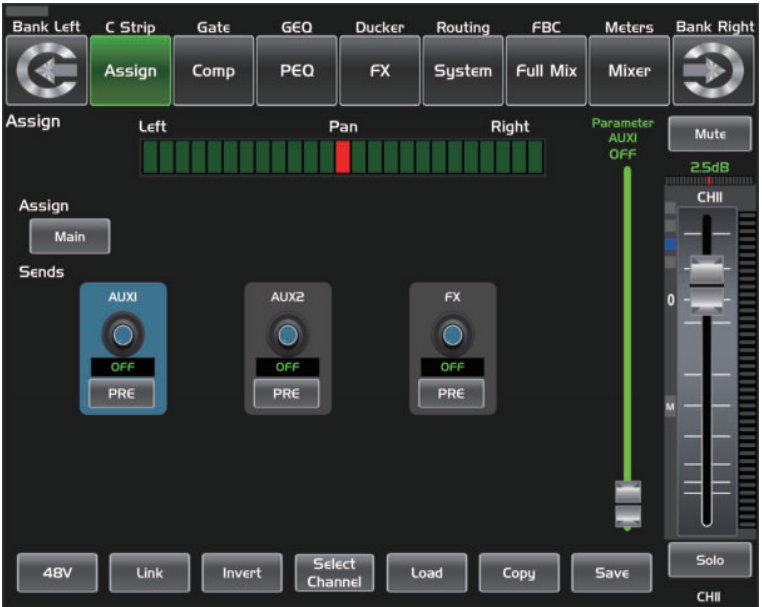 Bank Left C Strip Gate GEQ Ducker Routing FBC Meters Bank Right
Assign Comp PEQ FX System Full Mix Mixer
Assign
Left Pan Right
Parameter
AUX1
OFF
Mute
2.5dB
CH11
Assign
Main
Sends
AUX1 AUX2 FX
0
OFF OFF OFF
PRE PRE PRE
M
48V Link Invert Select Channel Load Copy Save
Solo
CH11